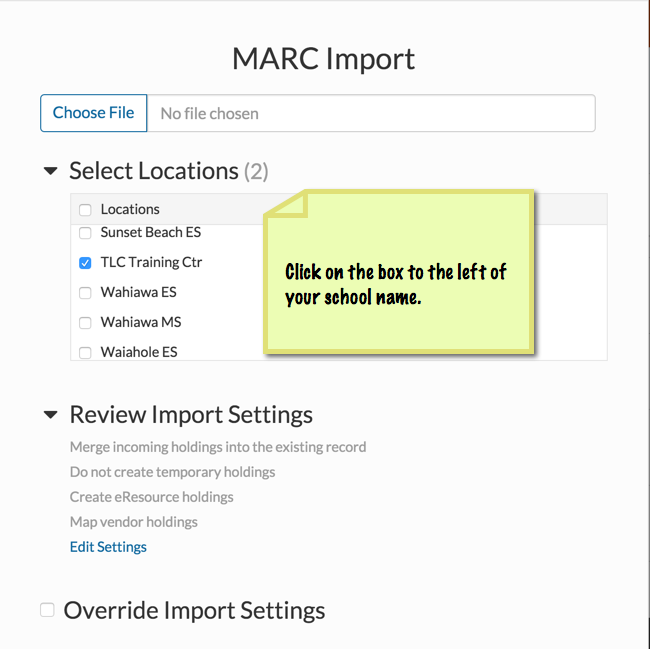 MARC Import
Choose File No file chosen
Select Locations (2)
Locations
Sunset Beach ES
TLC Training Ctr
Wahiawa ES
Wahiawa MS
Waiahole ES
Click on the box to the left of
your school name.
Review Import Settings
Merge incoming holdings into the existing record
Do not create temporary holdings
Create eResource holdings
Map vendor holdings
Edit Settings
Override Import Settings